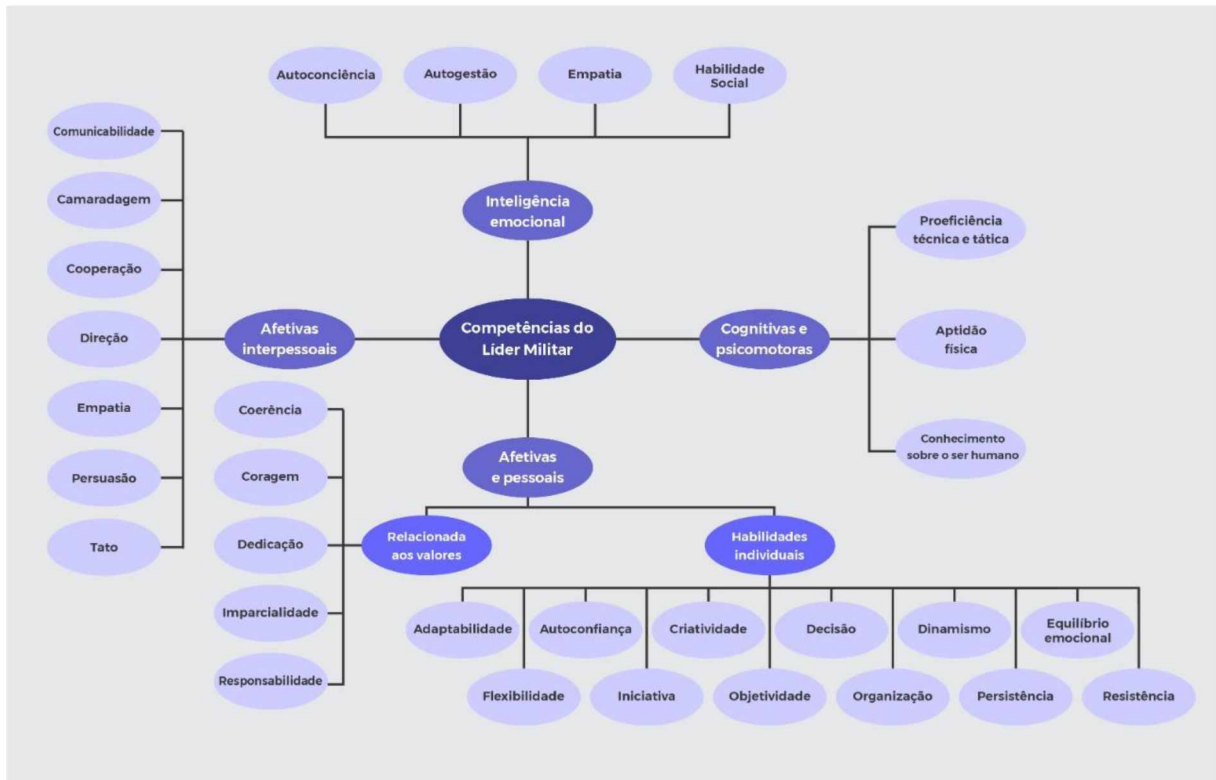 Autoconciência
Autogestão
Empatia
Habilidade
Social
Inteligência
emocional
Competências do
Líder Militar
Afetivas
interpessoais
Comunicabilidade
Camaradagem
Cooperação
Direção
Empatia
Persuasão
Tato
Cognitivas e
psicomotoras
Proeficiência
técnica e tática
Aptidão
física
Conhecimento
sobre o ser humano
Afetivas
e pessoais
Relacionada
aos valores
Coerência
Coragem
Dedicação
Imparcialidade
Responsabilidade
Habilidades
individuais
Adaptabilidade
Autoconfiança
Criatividade
Decisão
Dinamismo
Equilíbrio
emocional
Flexibilidade
Iniciativa
Objetividade
Organização
Persistência
Resistência